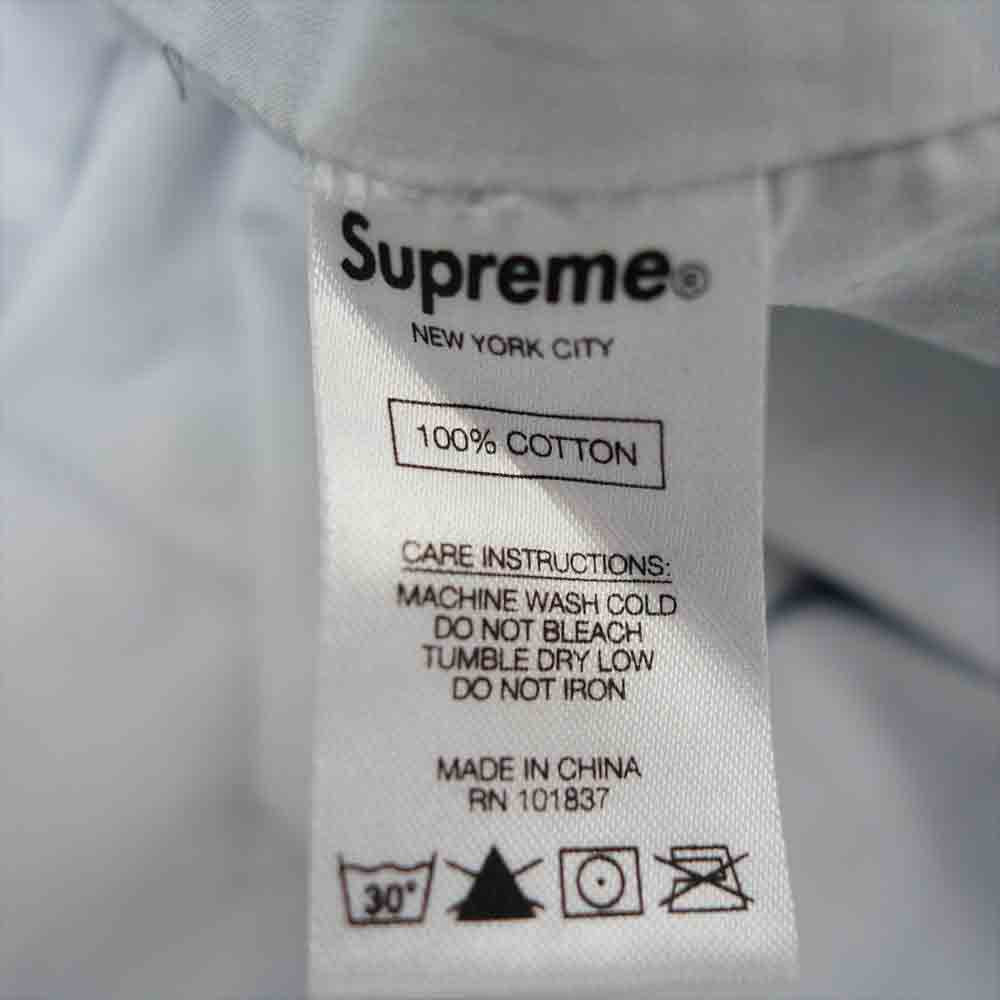 Supreme®
NEW YORK CITY
100% COTTON
CARE INSTRUCTIONS:
MACHINE WASH COLD
DO NOT BLEACH
TUMBLE DRY LOW
DO NOT IRON
MADE IN CHINA
RN 101837
30°